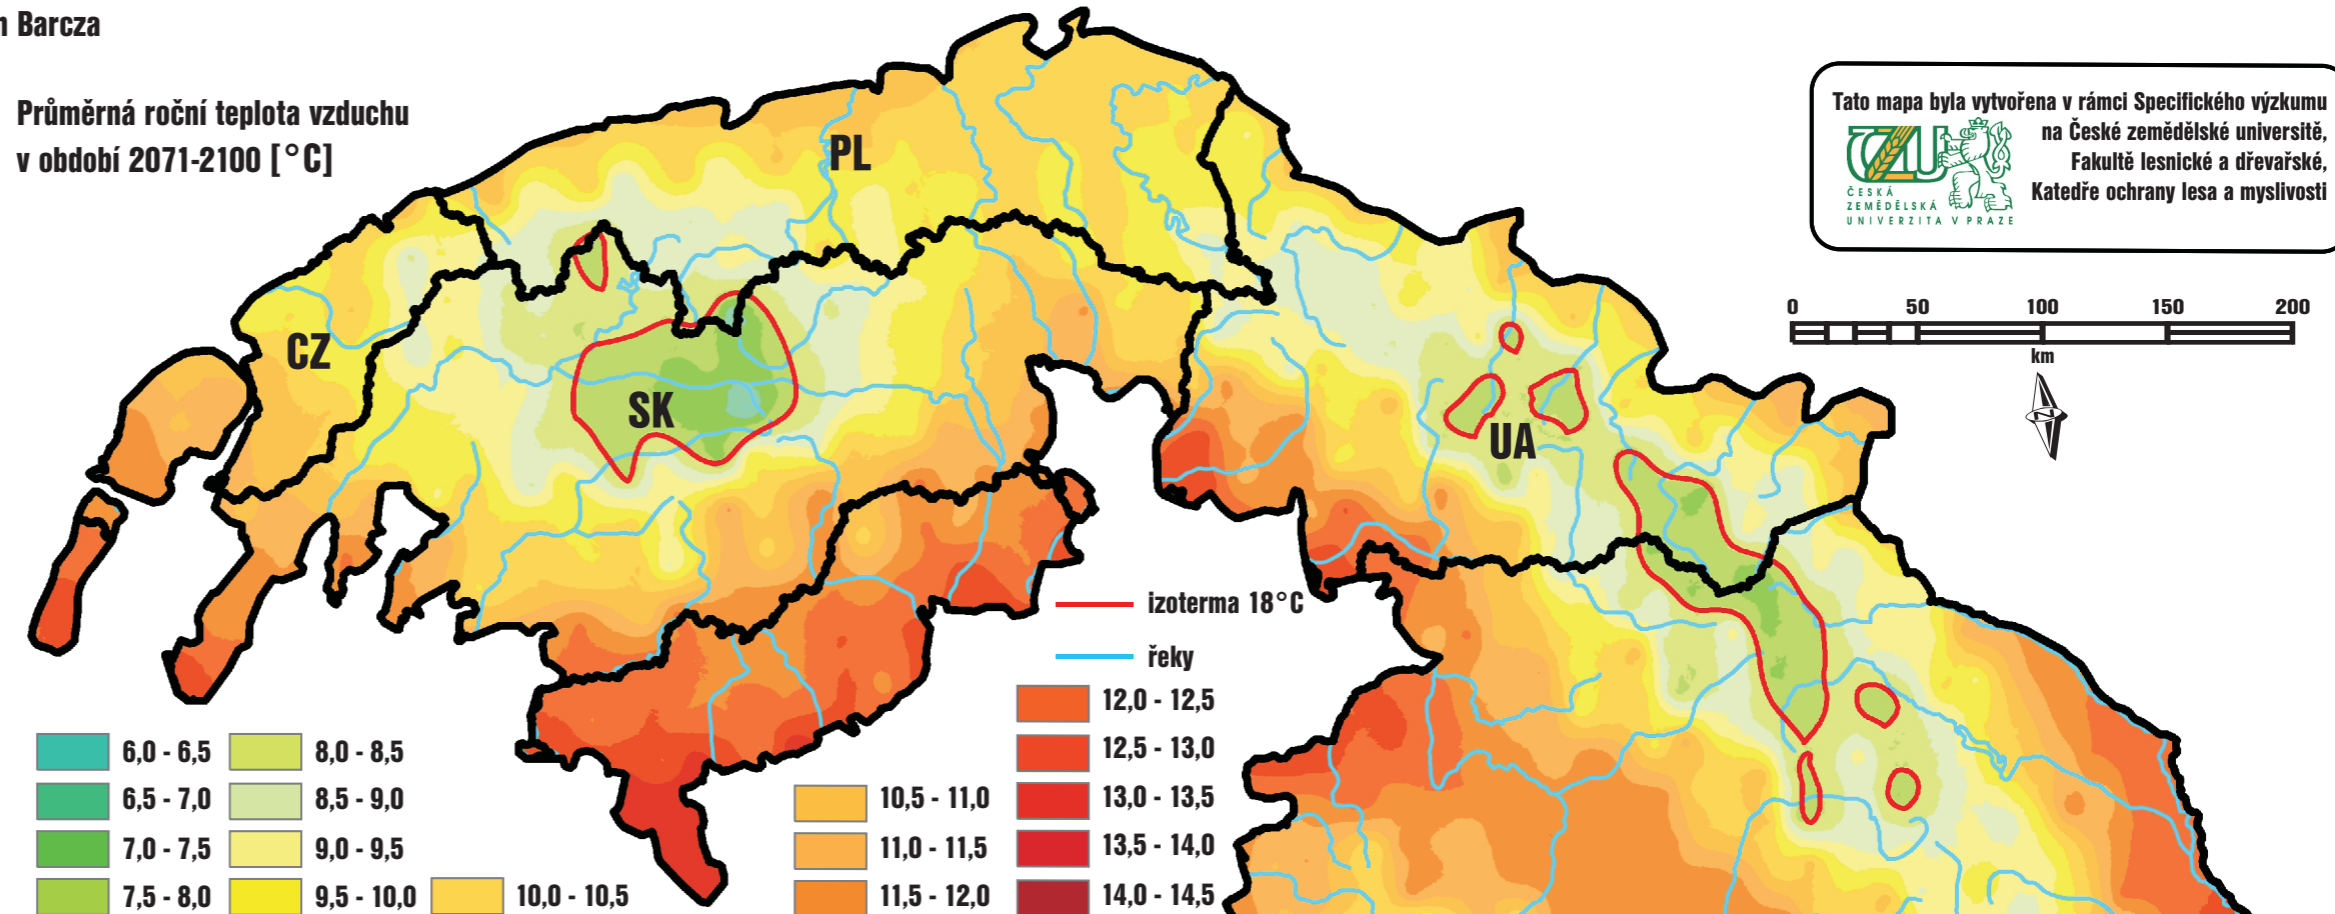 Barcza
Průměrná roční teplota vzduchu
v období 2071-2100 [°C]
Tato mapa byla vytvořena v rámci Specifického výzkumu
na České zemědělské universitě,
Fakultě lesnické a dřevařské,
Katedře ochrany lesa a myslivosti
ČZU
ČESKÁ
ZEMĚDĚLSKÁ
UNIVERZITA V PRAZE
0 50 100 150 200
km
N
PL
CZ
SK
UA
izoterma 18°C
řeky
6,0 - 6,5
6,5 - 7,0
7,0 - 7,5
7,5 - 8,0
8,0 - 8,5
8,5 - 9,0
9,0 - 9,5
9,5 - 10,0
10,0 - 10,5
10,5 - 11,0
11,0 - 11,5
11,5 - 12,0
12,0 - 12,5
12,5 - 13,0
13,0 - 13,5
13,5 - 14,0
14,0 - 14,5